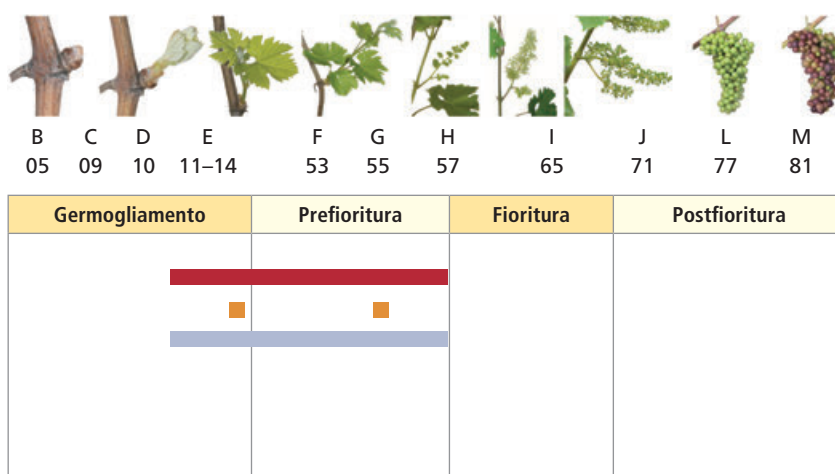 B C D E F G H I J L M
05 09 10 11–14 53 55 57 65 71 77 81
Germogliamento Prefioritura Fioritura Postfioritura